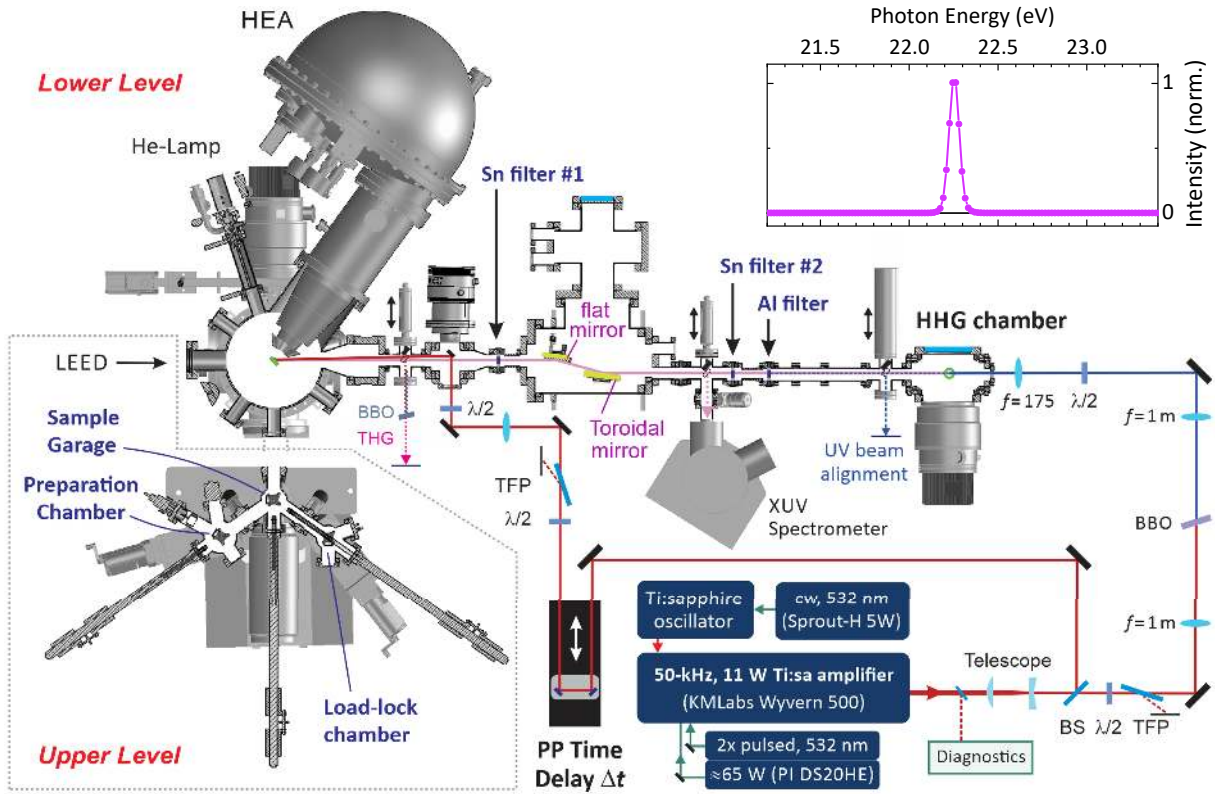 HEA
Lower Level
He-Lamp
Sn filter #1
Photon Energy (eV)
21.5 22.0 22.5 23.0
1
0
Intensity (norm.)
flat
mirror
Sn filter #2
Al filter
HHG chamber
LEED
BBO
THG
λ/2
Toroidal
mirror
XUV
Spectrometer
UV beam
alignment
f=175
λ/2
f=1m
BBO
f=1m
Sample
Garage
Preparation
Chamber
Load-lock
chamber
Upper Level
TFP
λ/2
PP Time
Delay Δt
Ti:sapphire
oscillator
cw, 532 nm
(Sprout-H 5W)
50-kHz, 11 W Ti:sa amplifier
(KMLabs Wyvern 500)
2x pulsed, 532 nm
≈65 W (PI DS20HE)
Telescope
BS λ/2 TFP
Diagnostics